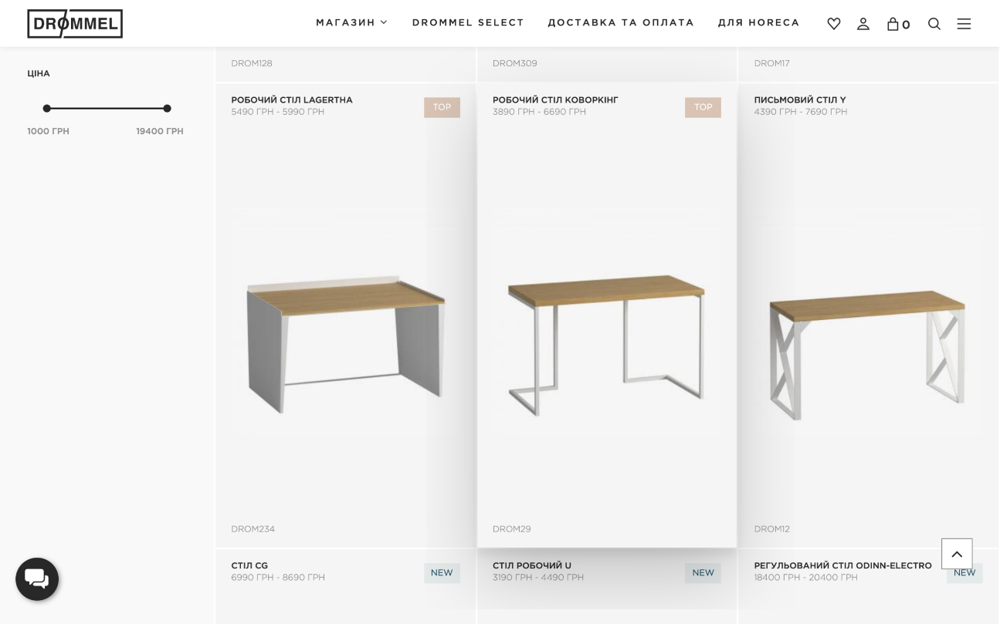 DROMMEL
МАГАЗИН
DROMMEL SELECT
ДОСТАВКА ТА ОПЛАТА
ДЛЯ HORECA
0
ЦІНА
1000 ГРН
19400 ГРН
DROM128
DROM309
DROM17
РОБОЧИЙ СТІЛ LAGERTHA
5490 ГРН - 5990 ГРН
TOP
РОБОЧИЙ СТІЛ КОВОРКІНГ
3890 ГРН - 6690 ГРН
TOP
ПИСЬМОВИЙ СТІЛ Y
4390 ГРН - 7690 ГРН
DROM234
DROM29
DROM12
СТІЛ CG
6990 ГРН - 8690 ГРН
NEW
СТІЛ РОБОЧИЙ U
3190 ГРН - 4490 ГРН
NEW
РЕГУЛЬОВАНИЙ СТІЛ ODINN-ELECTRO
18400 ГРН - 20400 ГРН
NEW